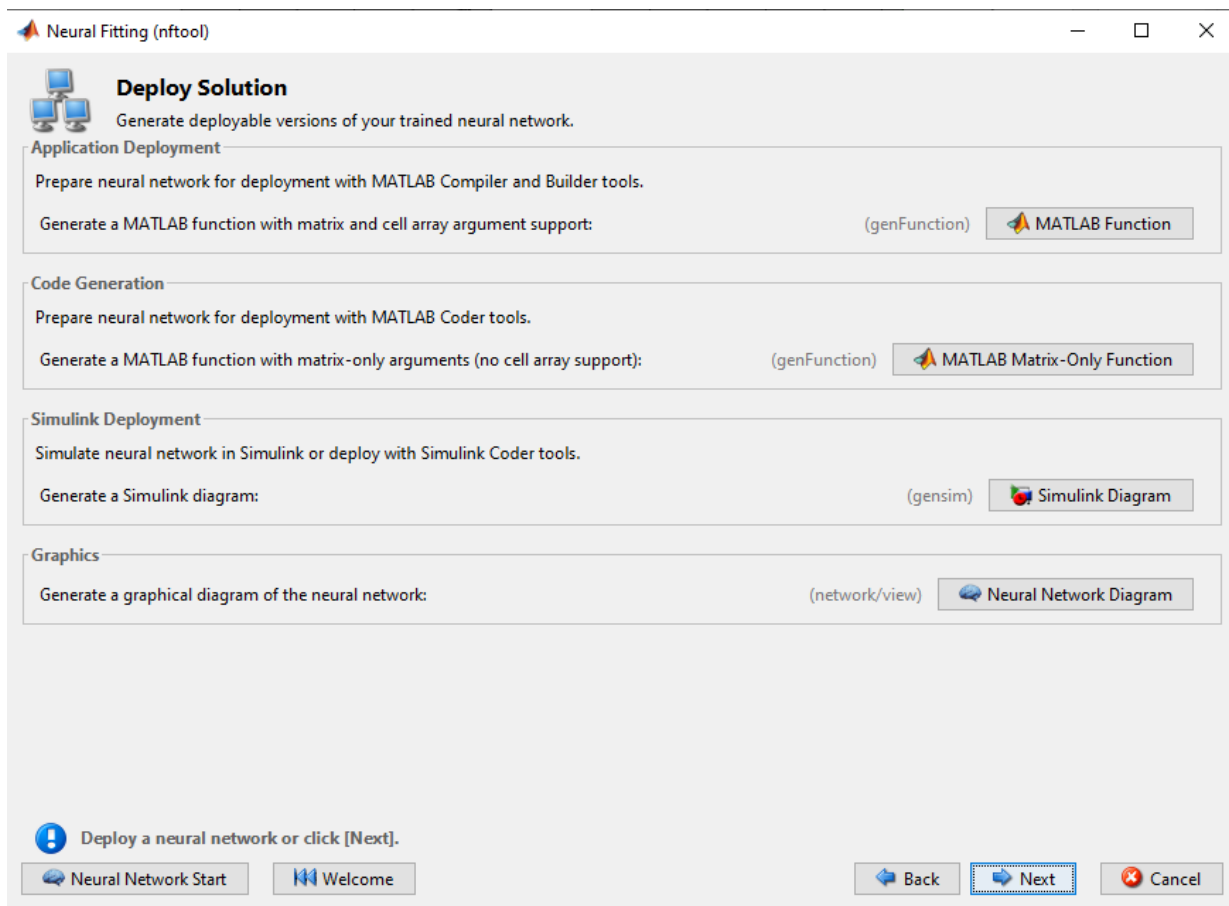 Neural Fitting (nftool)
Deploy Solution
Generate deployable versions of your trained neural network.
Application Deployment
Prepare neural network for deployment with MATLAB Compiler and Builder tools.
Generate a MATLAB function with matrix and cell array argument support: (genFunction) MATLAB Function
Code Generation
Prepare neural network for deployment with MATLAB Coder tools.
Generate a MATLAB function with matrix-only arguments (no cell array support): (genFunction) MATLAB Matrix-Only Function
Simulink Deployment
Simulate neural network in Simulink or deploy with Simulink Coder tools.
Generate a Simulink diagram: (gensim) Simulink Diagram
Graphics
Generate a graphical diagram of the neural network: (network/view) Neural Network Diagram
Deploy a neural network or click [Next].
Neural Network Start Welcome Back Next Cancel